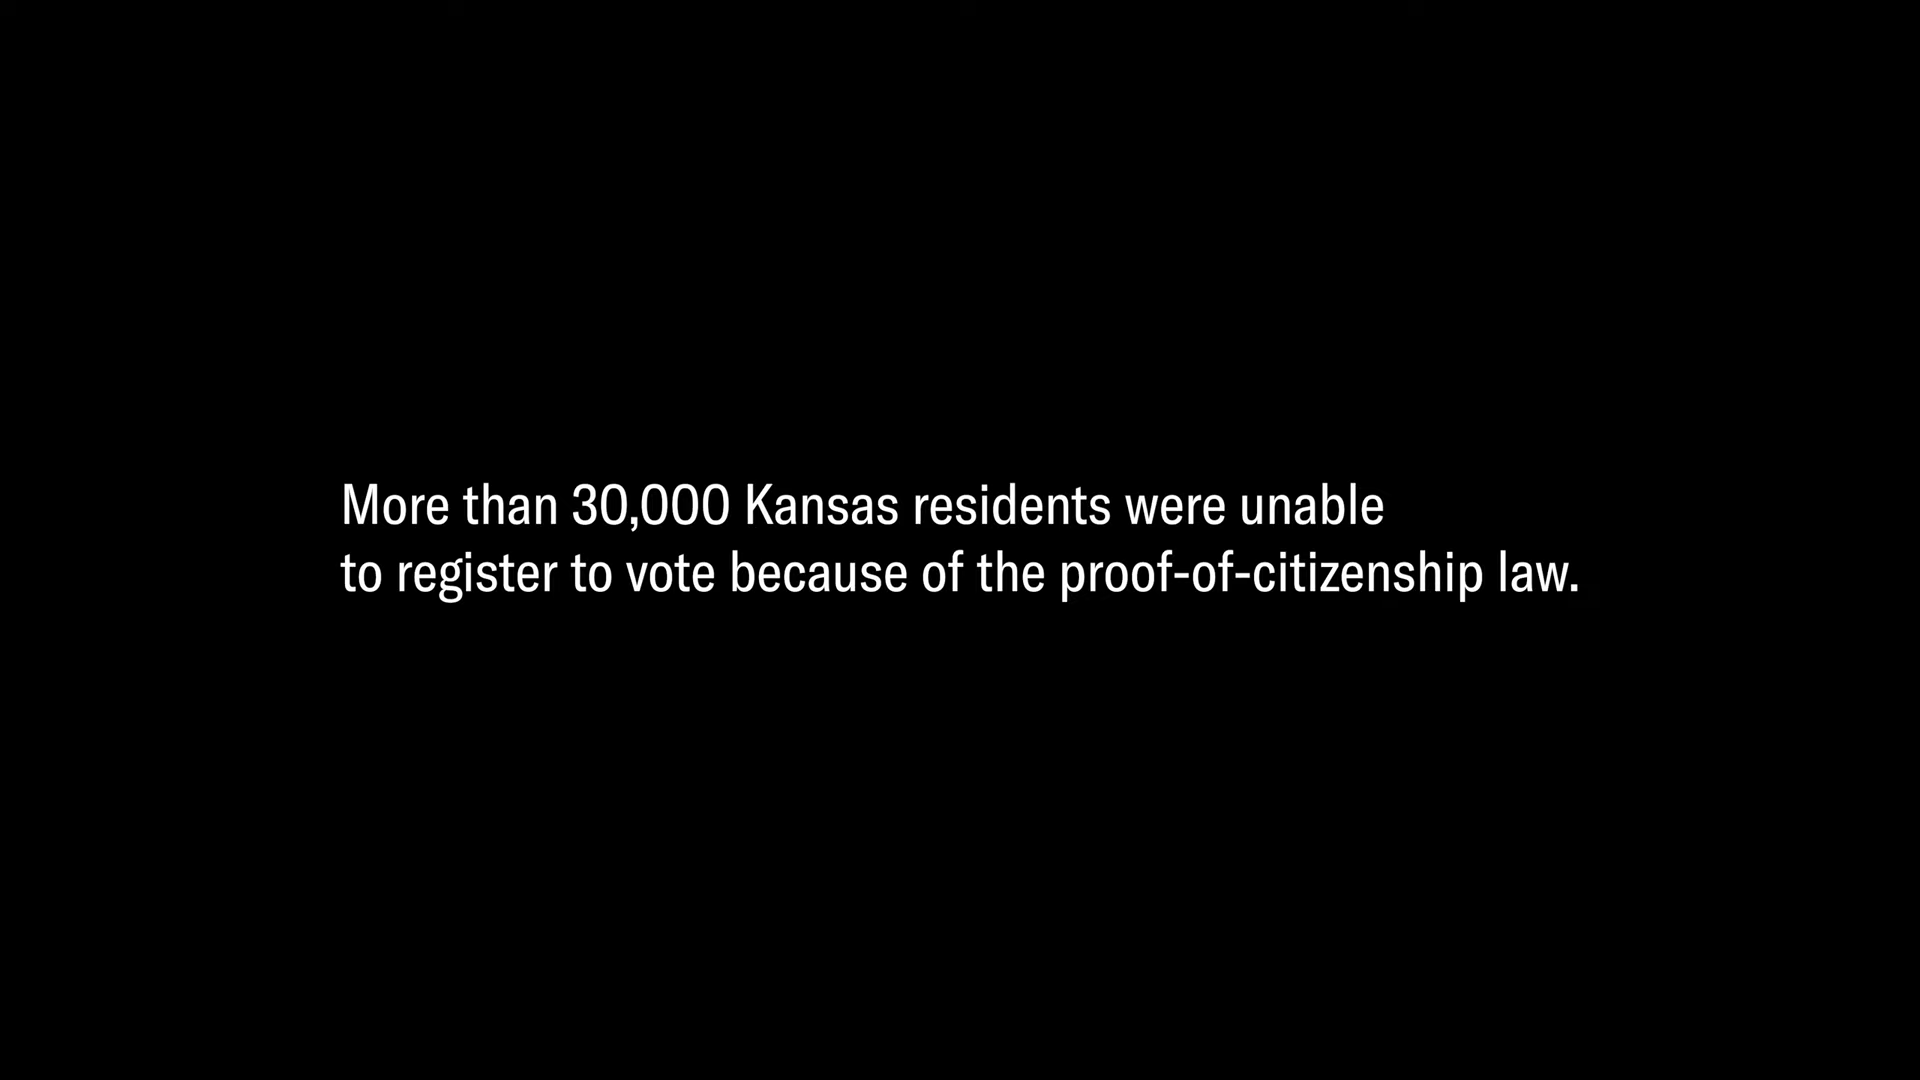 More than 30,000 Kansas residents were unable
to register to vote because of the proof-of-citizenship law.